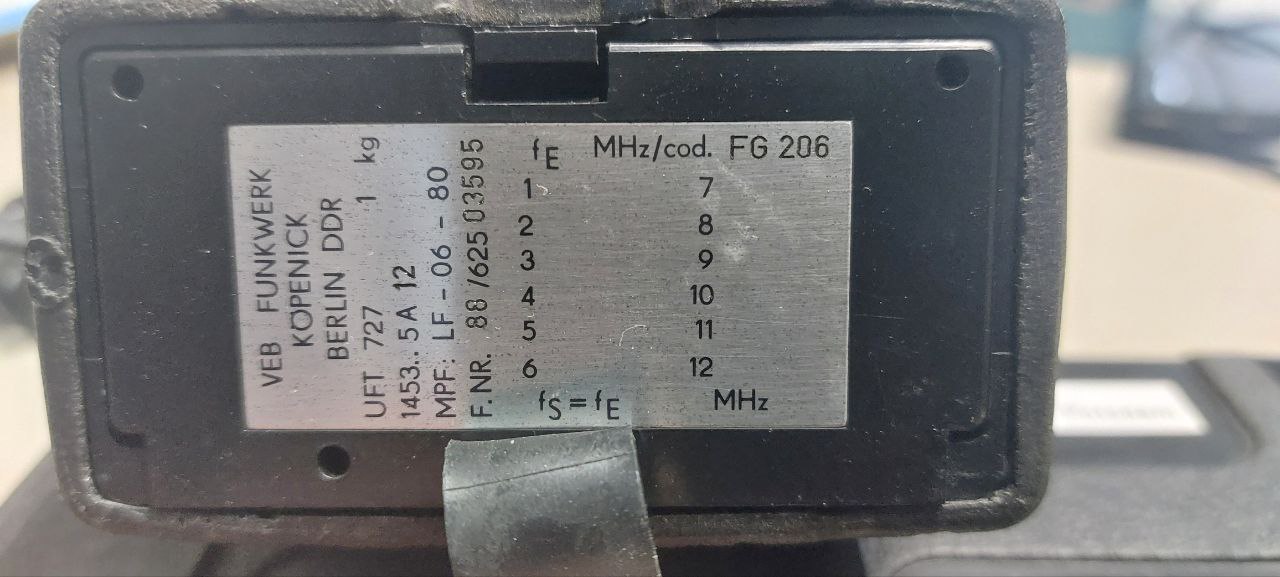 VEB FUNKWERK
KÖPENICK
BERLIN DDR
UFT 727 1 kg
1453.. 5A 12
MPF: LF - 06 - 80
F. NR. 88 /625 03595
fE MHz/cod. FG 206
1 7
2 8
3 9
4 10
5 11
6 12
fS = fE MHz